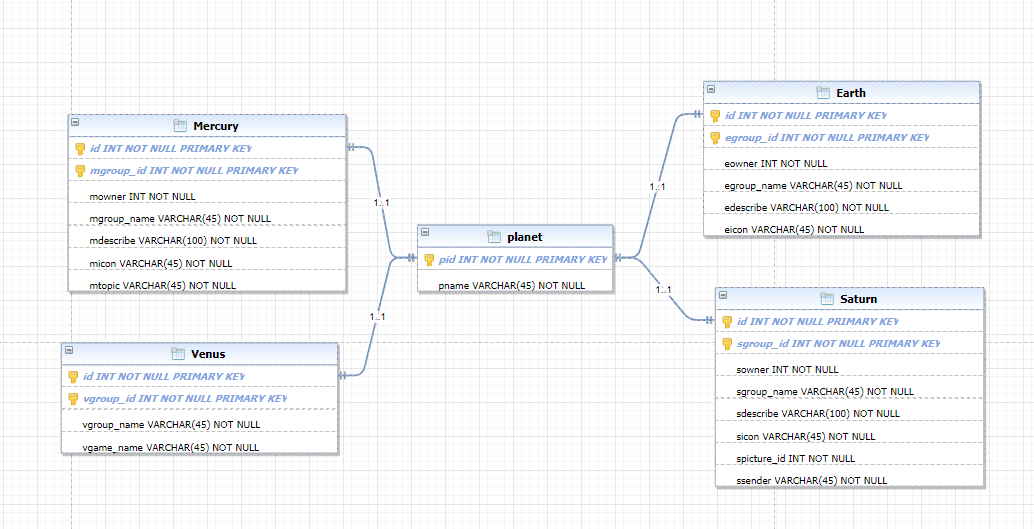 Mercury
id INT NOT NULL PRIMARY KEY
mgroup_id INT NOT NULL PRIMARY KEY
mowner INT NOT NULL
mgroup_name VARCHAR(45) NOT NULL
mdescribe VARCHAR(100) NOT NULL
micon VARCHAR(45) NOT NULL
mtopic VARCHAR(45) NOT NULL
1..1
Venus
id INT NOT NULL PRIMARY KEY
vgroup_id INT NOT NULL PRIMARY KEY
vgroup_name VARCHAR(45) NOT NULL
vgame_name VARCHAR(45) NOT NULL
1..1
planet
pid INT NOT NULL PRIMARY KEY
pname VARCHAR(45) NOT NULL
1..1
Earth
id INT NOT NULL PRIMARY KEY
egroup_id INT NOT NULL PRIMARY KEY
eowner INT NOT NULL
egroup_name VARCHAR(45) NOT NULL
edescribe VARCHAR(100) NOT NULL
eicon VARCHAR(45) NOT NULL
1..1
Saturn
id INT NOT NULL PRIMARY KEY
sgroup_id INT NOT NULL PRIMARY KEY
sowner INT NOT NULL
sgroup_name VARCHAR(45) NOT NULL
sdescribe VARCHAR(100) NOT NULL
sicon VARCHAR(45) NOT NULL
spicture_id INT NOT NULL
ssender VARCHAR(45) NOT NULL